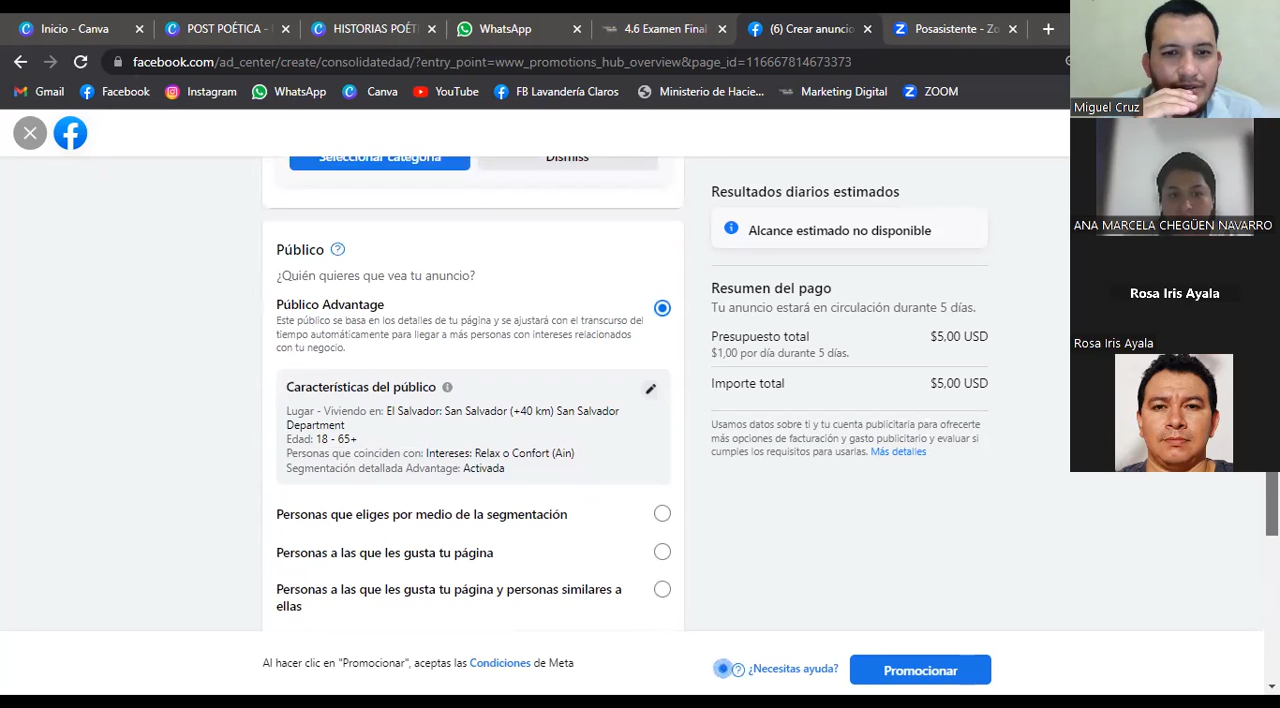 Inicio - Canva
POST POÉTICA -
HISTORIAS POÉT
WhatsApp
4.6 Examen Final
(6) Crear anuncio
Posasistente - Zo
facebook.com/ad_center/create/consolidatedad/?entry_point=www_promotions_hub_overview&page_id=116667814673373
Gmail
Facebook
Instagram
WhatsApp
Canva
YouTube
FB Lavandería Claros
Ministerio de Hacie...
Marketing Digital
ZOOM
Seleccionar categoría
Dismiss
Público
¿Quién quieres que vea tu anuncio?
Público Advantage
Este público se basa en los detalles de tu página y se ajustará con el transcurso del
tiempo automáticamente para llegar a más personas con intereses relacionados
con tu negocio.
Características del público
Lugar - Viviendo en: El Salvador: San Salvador (+40 km) San Salvador
Department
Edad: 18 - 65+
Personas que coinciden con: Intereses: Relax o Confort (Ain)
Segmentación detallada Advantage: Activada
Personas que eliges por medio de la segmentación
Personas a las que les gusta tu página
Personas a las que les gusta tu página y personas similares a
ellas
Resultados diarios estimados
Alcance estimado no disponible
Resumen del pago
Tu anuncio estará en circulación durante 5 días.
Presupuesto total $5,00 USD
$1,00 por día durante 5 días.
Importe total $5,00 USD
Usamos datos sobre ti y tu cuenta publicitaria para ofrecerte
más opciones de facturación y gasto publicitario y evaluar si
cumples los requisitos para usarlas. Más detalles
Al hacer clic en "Promocionar", aceptas las Condiciones de Meta
¿Necesitas ayuda?
Promocionar
Miguel Cruz
ANA MARCELA CHEGÜEN NAVARRO
Rosa Iris Ayala
Rosa Iris Ayala